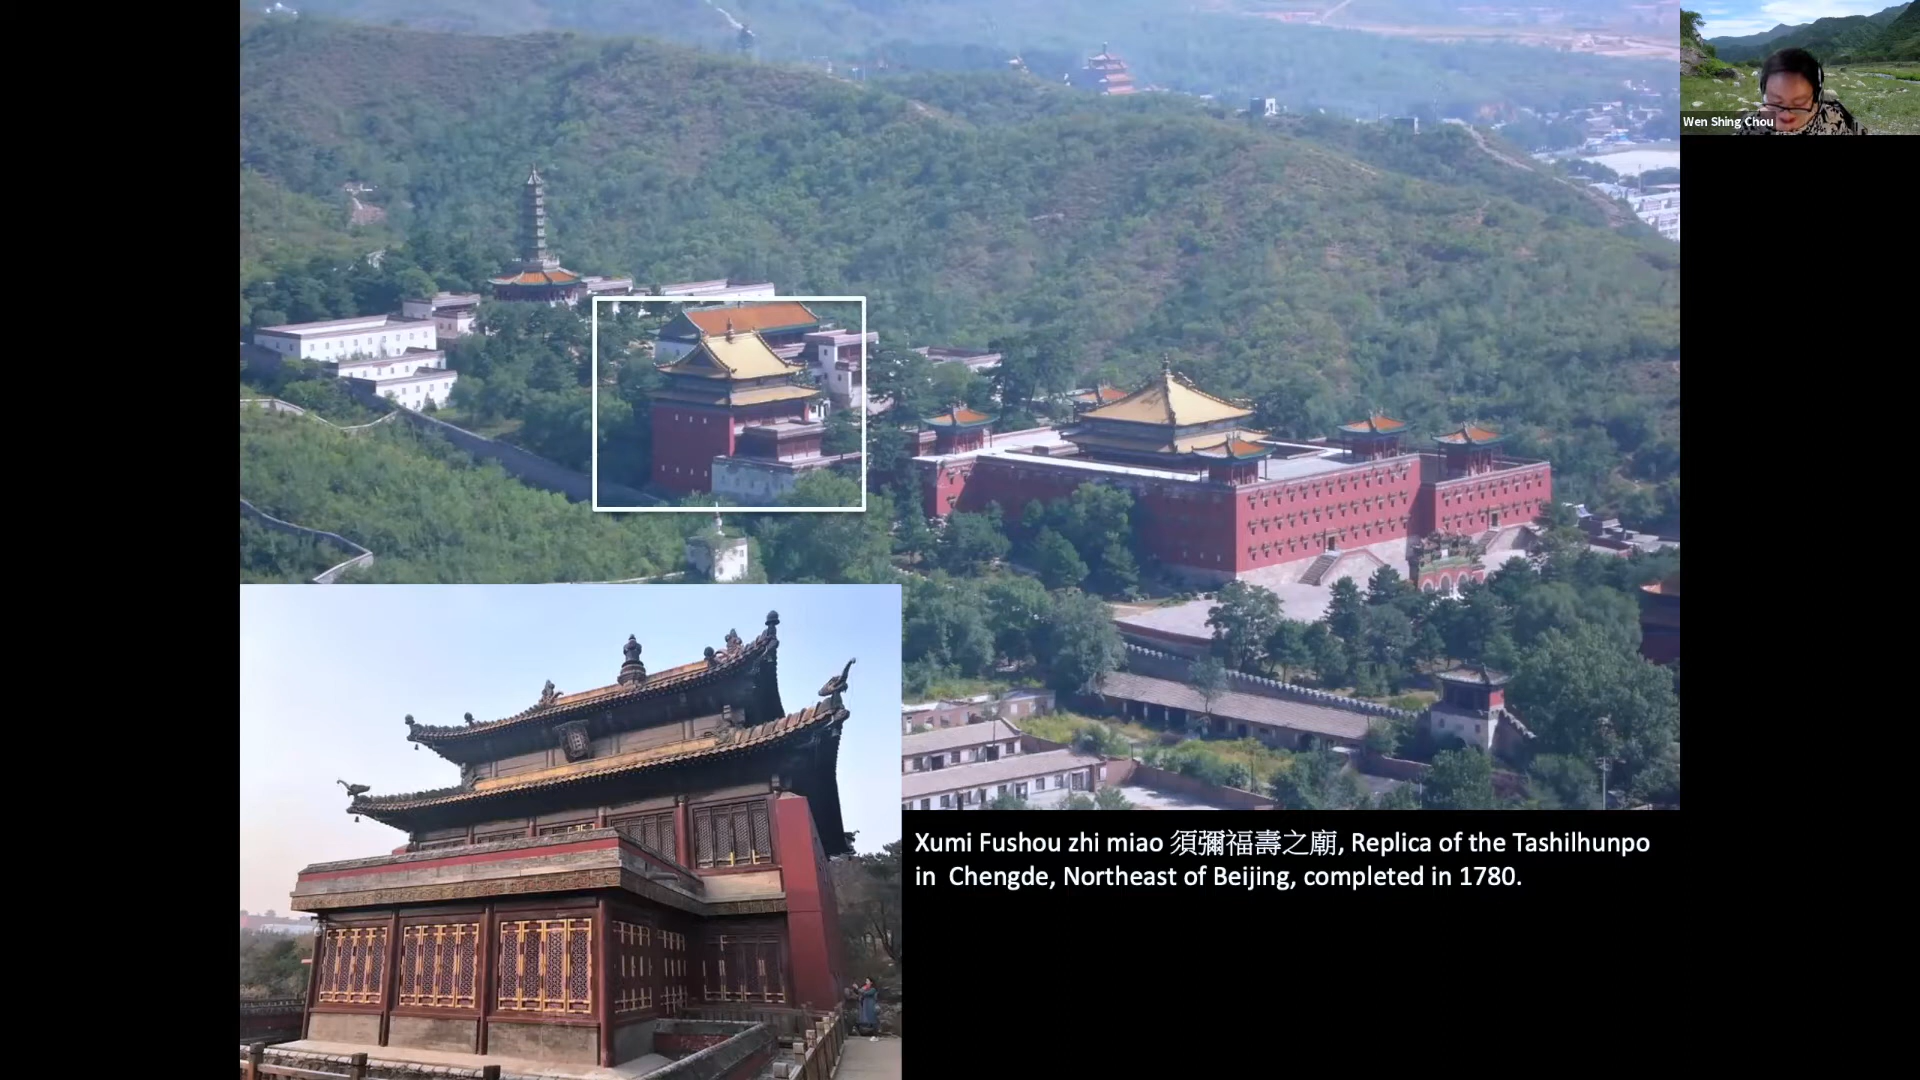 Wen Shing Chou
Xumi Fushou zhi miao 須彌福壽之廟, Replica of the Tashilhunpo
in Chengde, Northeast of Beijing, completed in 1780.